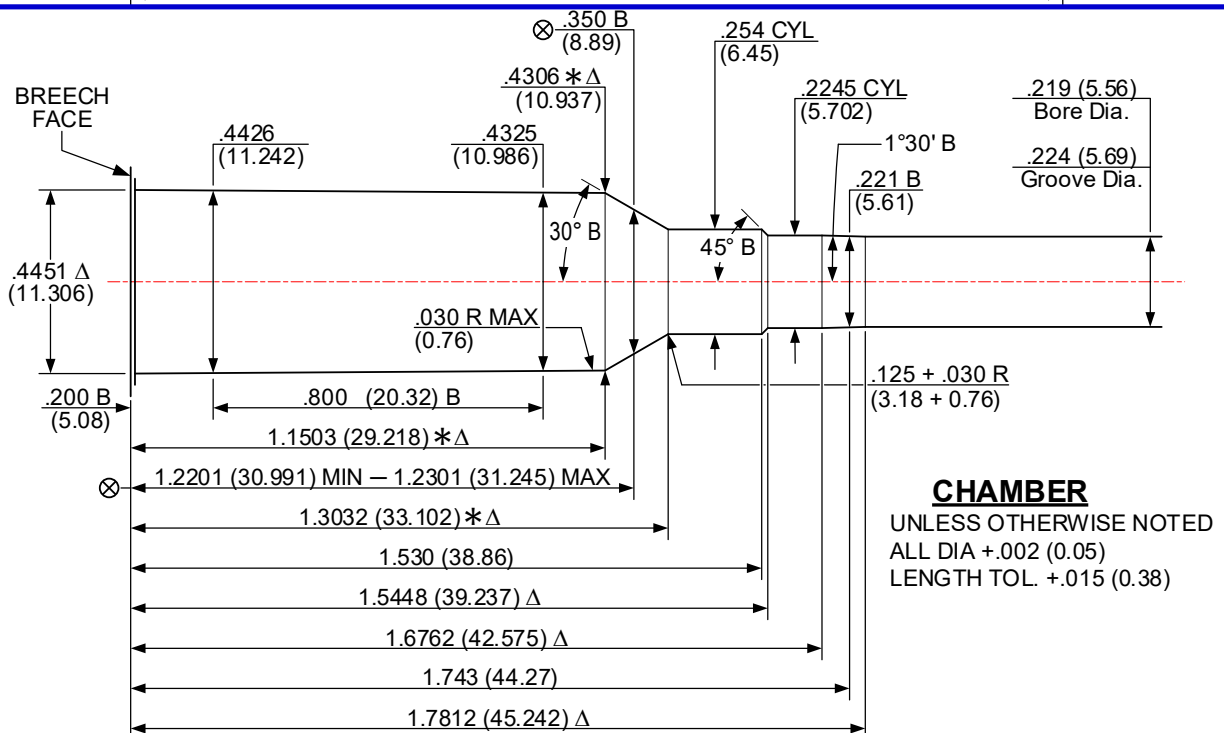 ⊗ .350 B
(8.89)
.254 CYL
(6.45)
.4306 * Δ
(10.937)
.2245 CYL
(5.702)
.219 (5.56)
Bore Dia.
BREECH
FACE
.4426
(11.242)
.4325
(10.986)
1°30' B
.224 (5.69)
Groove Dia.
.221 B
(5.61)
30° B
45° B
.4451 Δ
(11.306)
.030 R MAX
(0.76)
.125 + .030 R
(3.18 + 0.76)
.200 B
(5.08)
.800 (20.32) B
1.1503 (29.218) * Δ
⊗ 1.2201 (30.991) MIN – 1.2301 (31.245) MAX
1.3032 (33.102) * Δ
1.530 (38.86)
1.5448 (39.237) Δ
1.6762 (42.575) Δ
1.743 (44.27)
1.7812 (45.242) Δ
CHAMBER
UNLESS OTHERWISE NOTED
ALL DIA +.002 (0.05)
LENGTH TOL. +.015 (0.38)